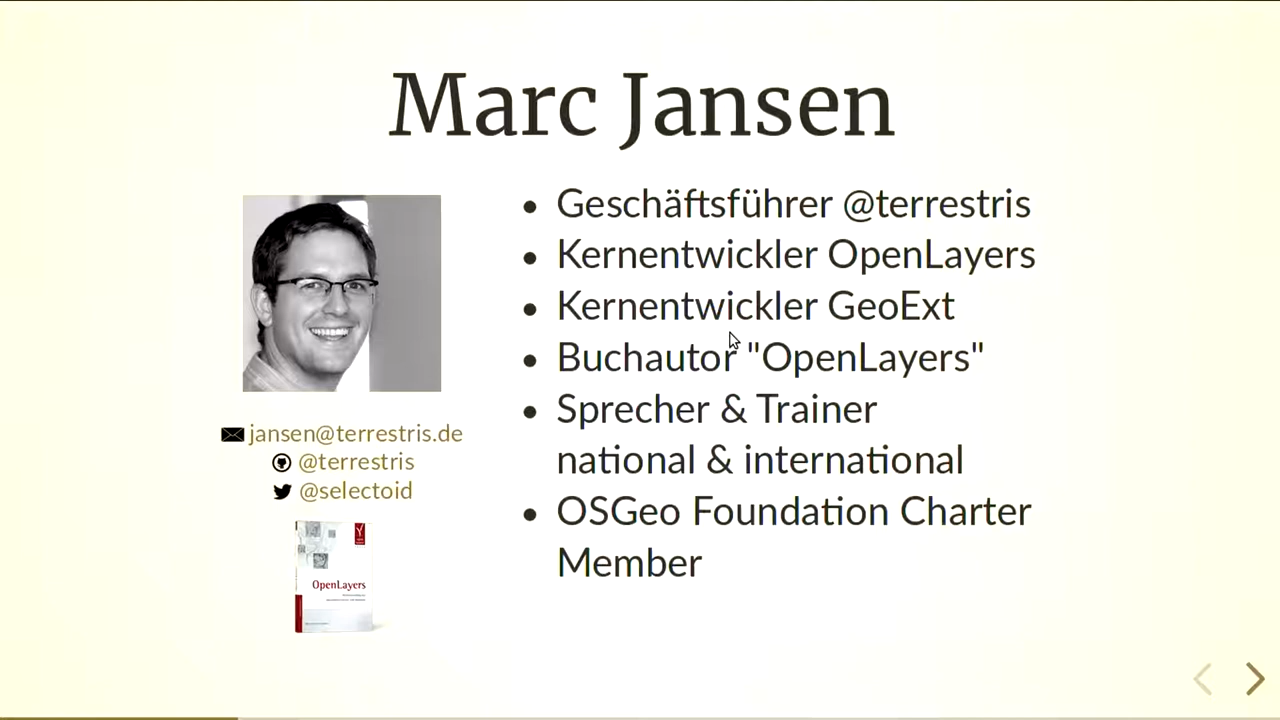 Marc Jansen
Geschäftsführer @terrestris
Kernentwickler OpenLayers
Kernentwickler GeoExt
Buchautor "OpenLayers"
Sprecher & Trainer
national & international
OSGeo Foundation Charter
Member
jansen@terrestris.de
@terrestris
@selectoid
OpenLayers